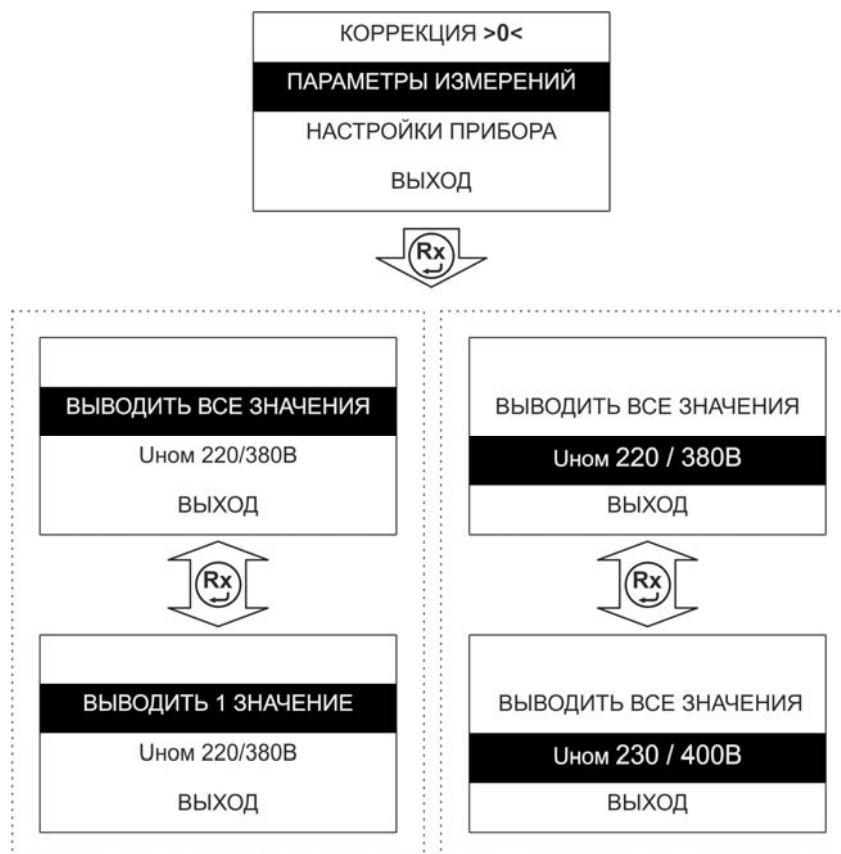 КОРРЕКЦИЯ >0<
ПАРАМЕТРЫ ИЗМЕРЕНИЙ
НАСТРОЙКИ ПРИБОРА
ВЫХОД
Rx
ВЫВОДИТЬ ВСЕ ЗНАЧЕНИЯ
Uном 220/380В
ВЫХОД
Rx
ВЫВОДИТЬ 1 ЗНАЧЕНИЕ
Uном 220/380В
ВЫХОД
ВЫВОДИТЬ ВСЕ ЗНАЧЕНИЯ
Uном 220 / 380В
ВЫХОД
Rx
ВЫВОДИТЬ ВСЕ ЗНАЧЕНИЯ
Uном 230 / 400В
ВЫХОД